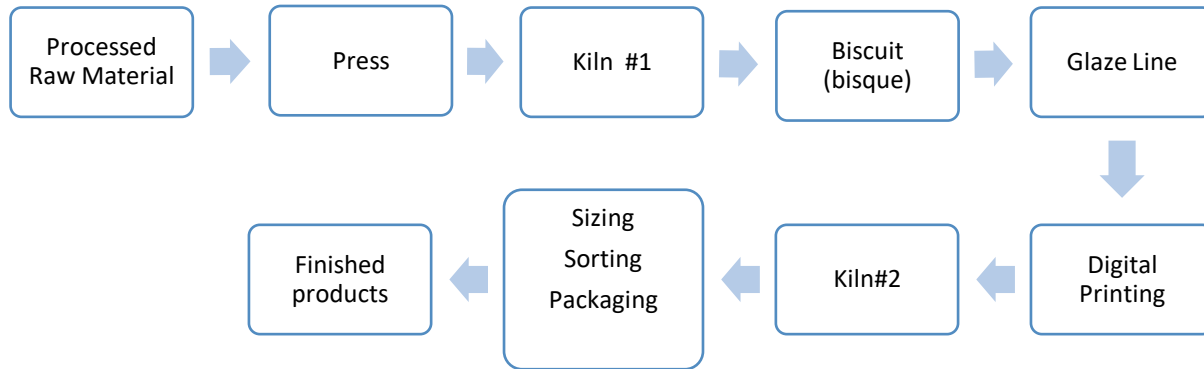 Processed
Raw Material
Press
Kiln #1
Biscuit
(bisque)
Glaze Line
Digital
Printing
Kiln#2
Sizing
Sorting
Packaging
Finished
products